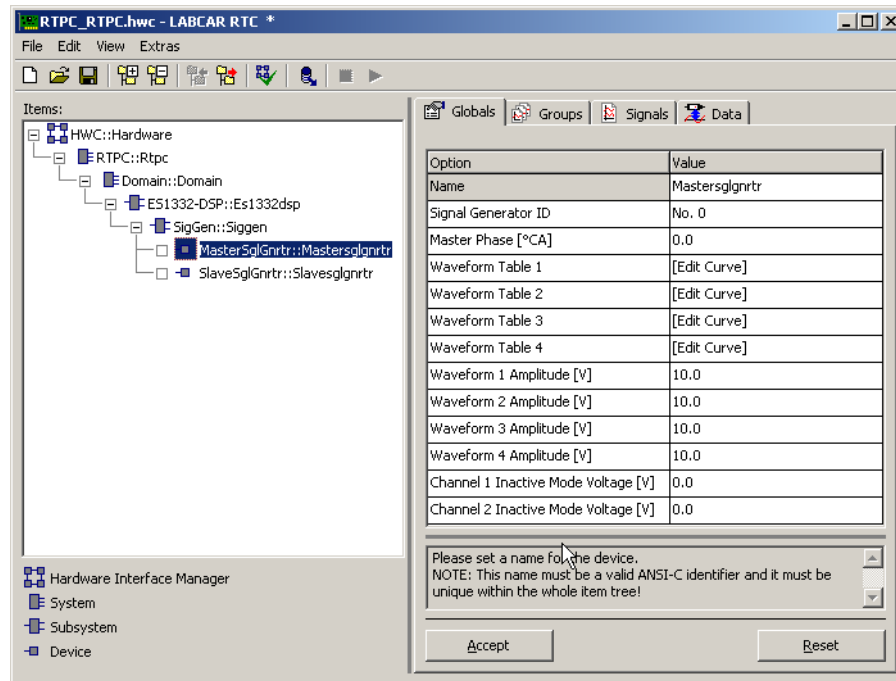 RTPC_RTPC.hwc - LABCAR RTC *
File Edit View Extras
Items:
HWC::Hardware
RTPC::Rtpc
Domain::Domain
ES1332-DSP::Es1332dsp
SigGen::Siggen
MasterSglGnrtr::Mastersglgnrtr
SlaveSglGnrtr::Slavesglgnrtr
Hardware Interface Manager
System
Subsystem
Device
Globals Groups Signals Data
Option Value
Name Mastersglgnrtr
Signal Generator ID No. 0
Master Phase [°CA] 0.0
Waveform Table 1 [Edit Curve]
Waveform Table 2 [Edit Curve]
Waveform Table 3 [Edit Curve]
Waveform Table 4 [Edit Curve]
Waveform 1 Amplitude [V] 10.0
Waveform 2 Amplitude [V] 10.0
Waveform 3 Amplitude [V] 10.0
Waveform 4 Amplitude [V] 10.0
Channel 1 Inactive Mode Voltage [V] 0.0
Channel 2 Inactive Mode Voltage [V] 0.0
Please set a name for the device.
NOTE: This name must be a valid ANSI-C identifier and it must be
unique within the whole item tree!
Accept Reset